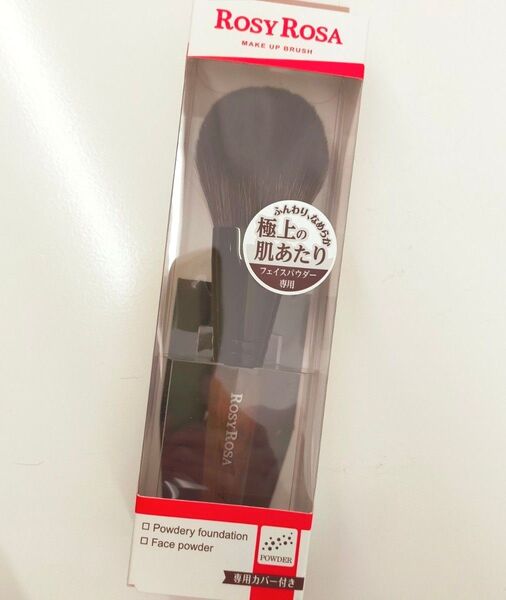 ROSY ROSA
MAKE UP BRUSH
ふんわり、なめらか
極上の
肌あたり
フェイスパウダー
専用
ROSY ROSA
☐ Powdery foundation
☐ Face powder
POWDER
専用カバー付き